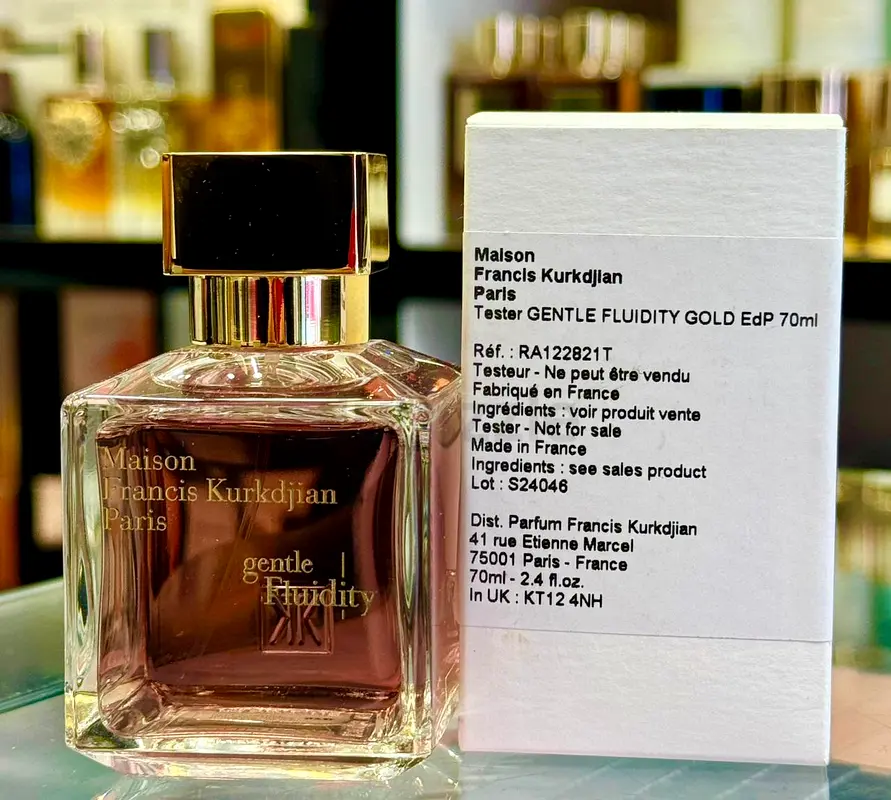 Maison
Francis Kurkdjian
Paris
gentle
Fluidity
Maison
Francis Kurkdjian
Paris
Tester GENTLE FLUIDITY GOLD EdP 70ml
Réf. : RA122821T
Testeur - Ne peut être vendu
Fabriqué en France
Ingrédients : voir produit vente
Tester - Not for sale
Made in France
Ingredients : see sales product
Lot : S24046
Dist. Parfum Francis Kurkdjian
41 rue Etienne Marcel
75001 Paris - France
70ml - 2.4 fl.oz.
In UK : KT12 4NH